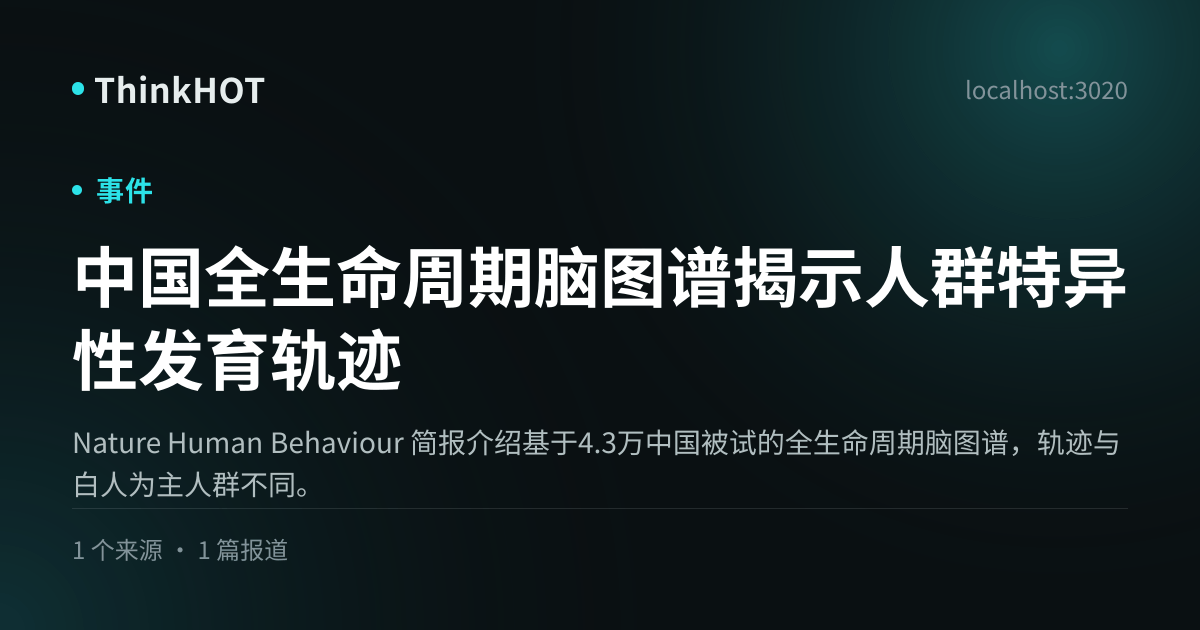 ThinkHOT
localhost:3020
事件
中国全生命周期脑图谱揭示人群特异
性发育轨迹
Nature Human Behaviour 简报介绍基于4.3万中国被试的全生命周期脑图谱，轨迹与
白人为主人群不同。
1 个来源 · 1 篇报道